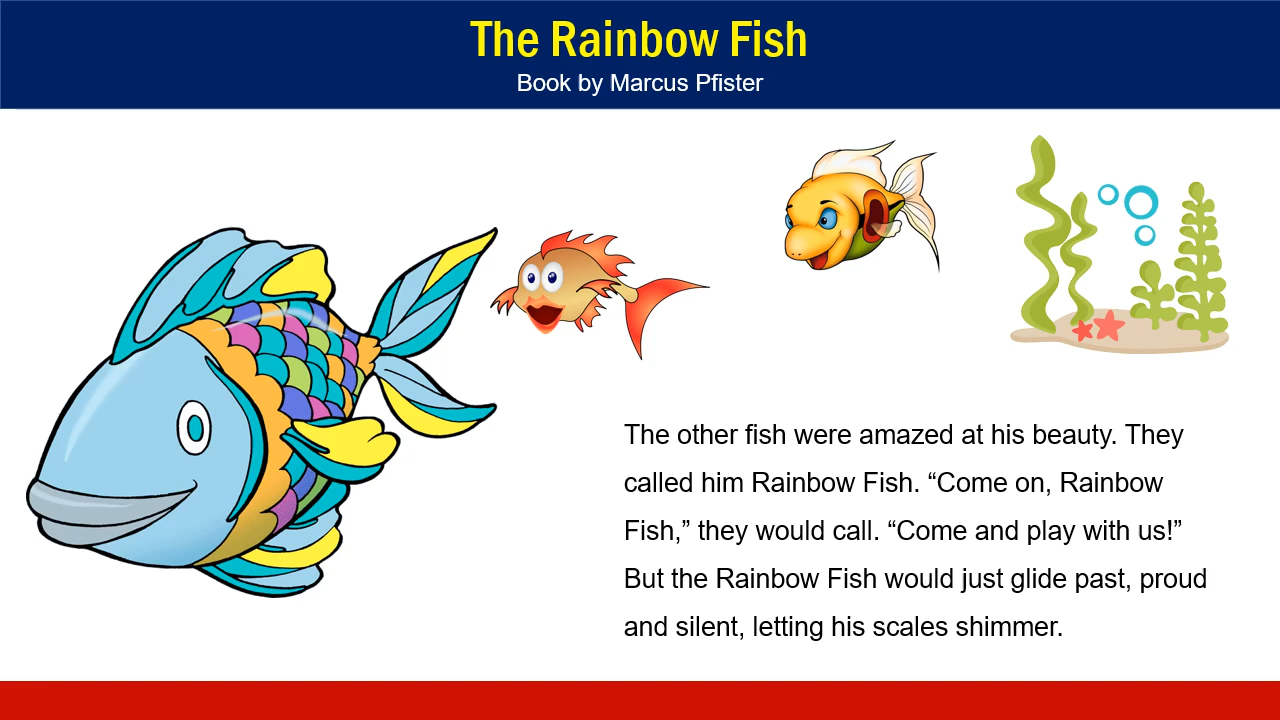 The Rainbow Fish
Book by Marcus Pfister
The other fish were amazed at his beauty. They
called him Rainbow Fish. “Come on, Rainbow
Fish,” they would call. “Come and play with us!”
But the Rainbow Fish would just glide past, proud
and silent, letting his scales shimmer.